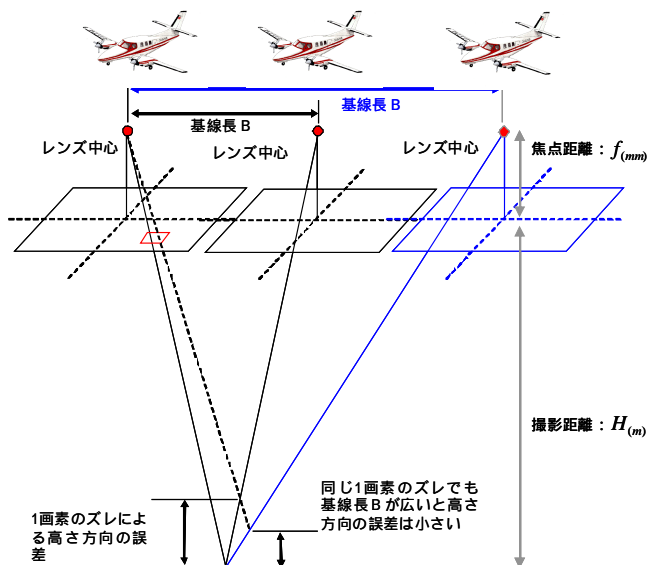 基線長B
基線長B
レンズ中心
レンズ中心
レンズ中心
焦点距離：f(mm)
撮影距離：H(m)
同じ1画素のズレでも
基線長Bが広いと高さ
方向の誤差は小さい
1画素のズレによ
る高さ方向の誤
差